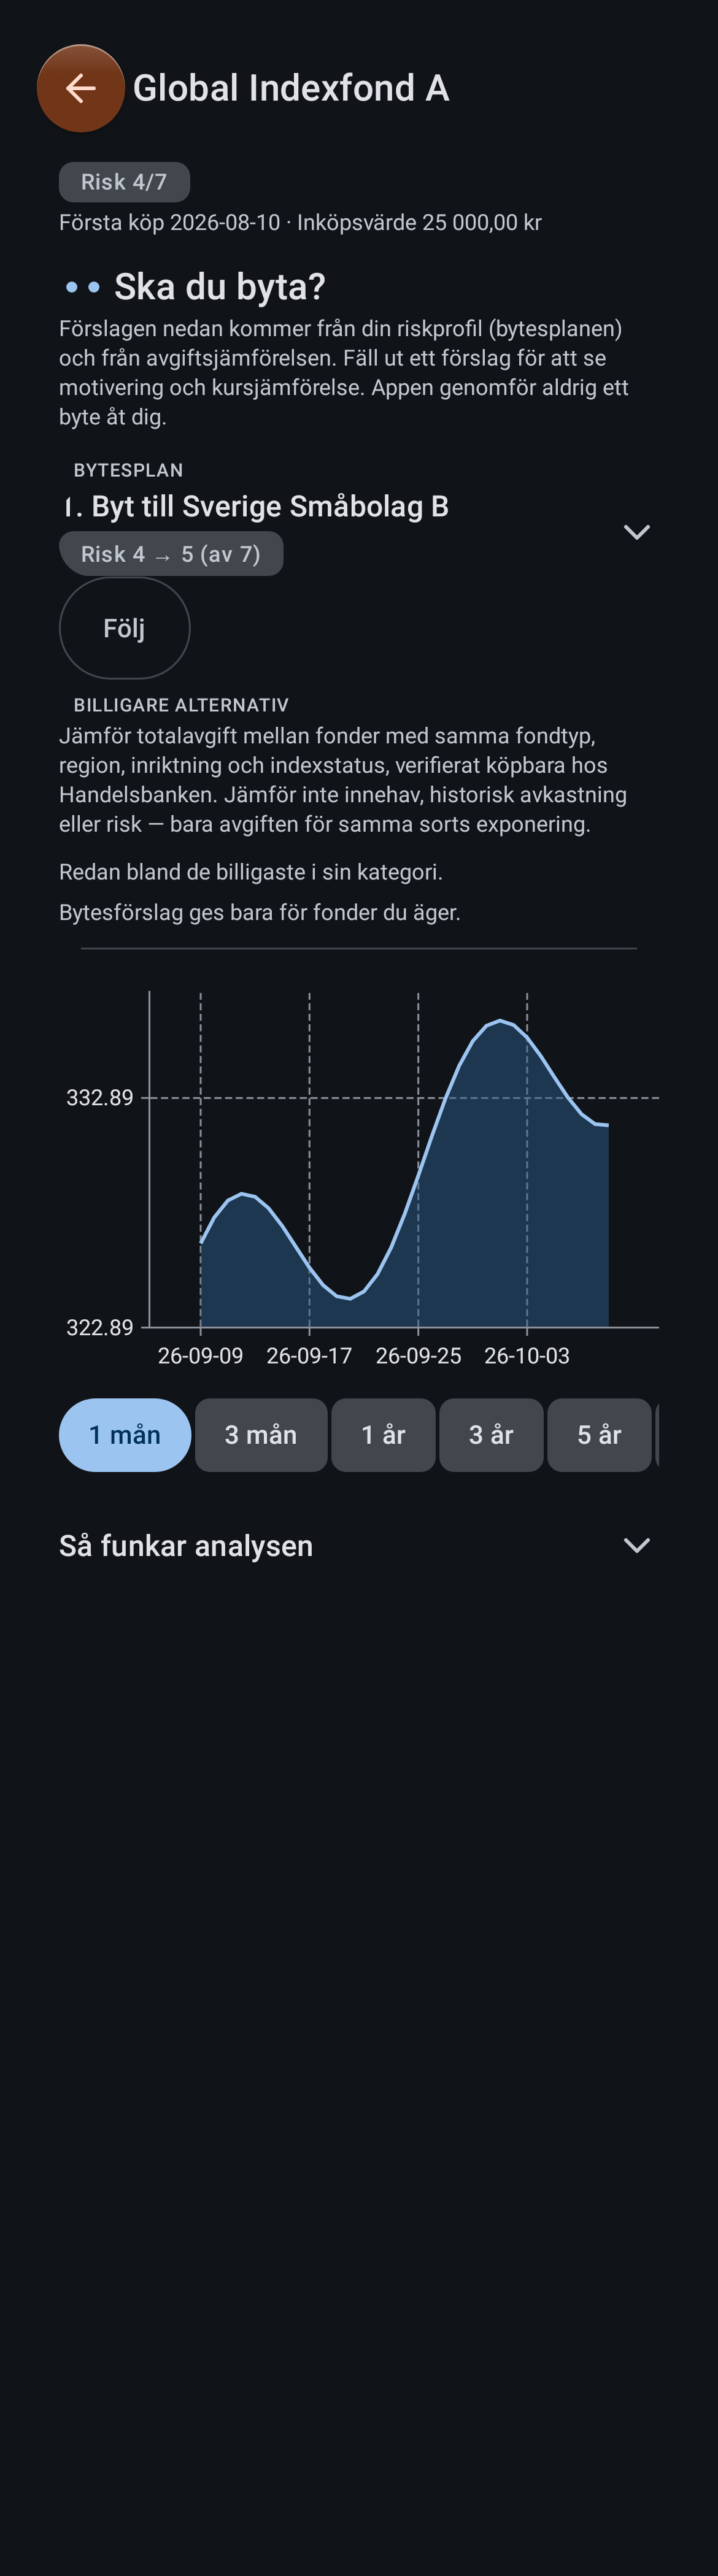 Global Indexfond A
Risk 4/7
Första köp 2026-08-10 · Inköpsvärde 25 000,00 kr
Ska du byta?
Förslagen nedan kommer från din riskprofil (bytesplanen)
och från avgiftsjämförelsen. Fäll ut ett förslag för att se
motivering och kursjämförelse. Appen genomför aldrig ett
byte åt dig.
BYTESPLAN
1. Byt till Sverige Småbolag B
Risk 4 → 5 (av 7)
Följ
BILLIGARE ALTERNATIV
Jämför totalavgift mellan fonder med samma fondtyp,
region, inriktning och indexstatus, verifierat köpbara hos
Handelsbanken. Jämför inte innehav, historisk avkastning
eller risk — bara avgiften för samma sorts exponering.
Redan bland de billigaste i sin kategori.
Bytesförslag ges bara för fonder du äger.
332.89
322.89
26-09-09 26-09-17 26-09-25 26-10-03
1 mån 3 mån 1 år 3 år 5 år
Så funkar analysen